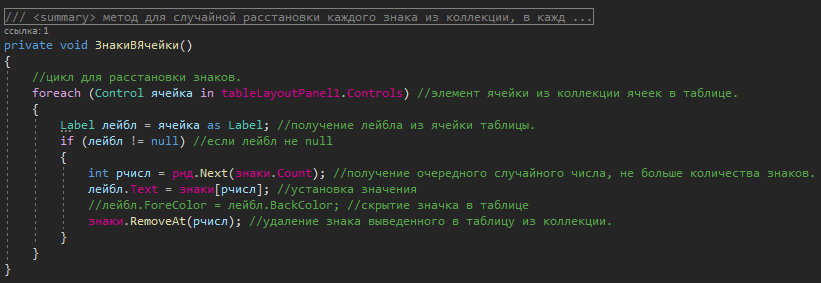 /// <summary> метод для случайной расстановки каждого знака из коллекции, в кажд ...
ссылка: 1
private void ЗнакиВЯчейки()
{
//цикл для расстановки знаков.
foreach (Control ячейка in tableLayoutPanel1.Controls) //элемент ячейки из коллекции ячеек в таблице.
{
Label лейбл = ячейка as Label; //получение лейбла из ячейки таблицы.
if (лейбл != null) //если лейбл не null
{
int рчисл = рнд.Next(знаки.Count); //получение очередного случайного числа, не больше количества знаков.
лейбл.Text = знаки[рчисл]; //установка значения
//лейбл.ForeColor = лейбл.BackColor; //скрытие значка в таблице
знаки.RemoveAt(рчисл); //удаление знака выведенного в таблицу из коллекции.
}
}
}